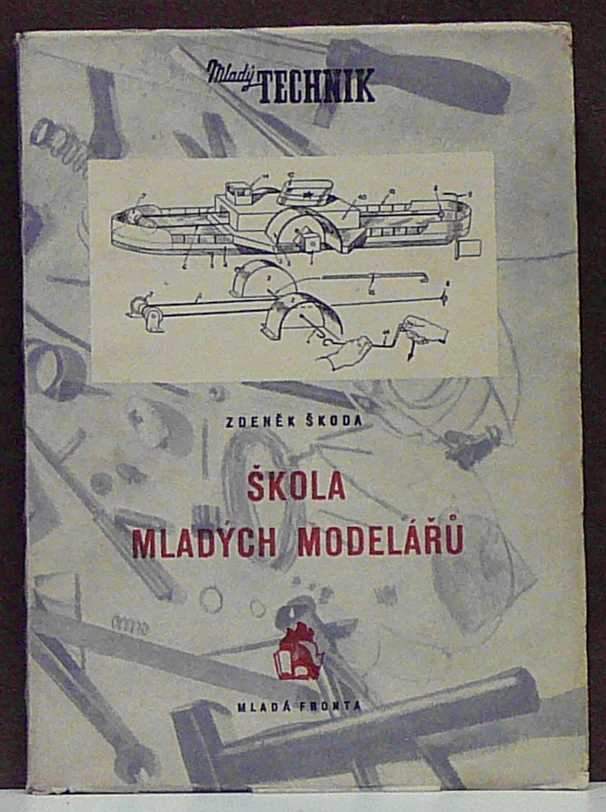 Mladý
TECHNIK
ZDENĚK ŠKODA
ŠKOLA
MLADÝCH MODELÁŘŮ
MLADÁ FRONTA